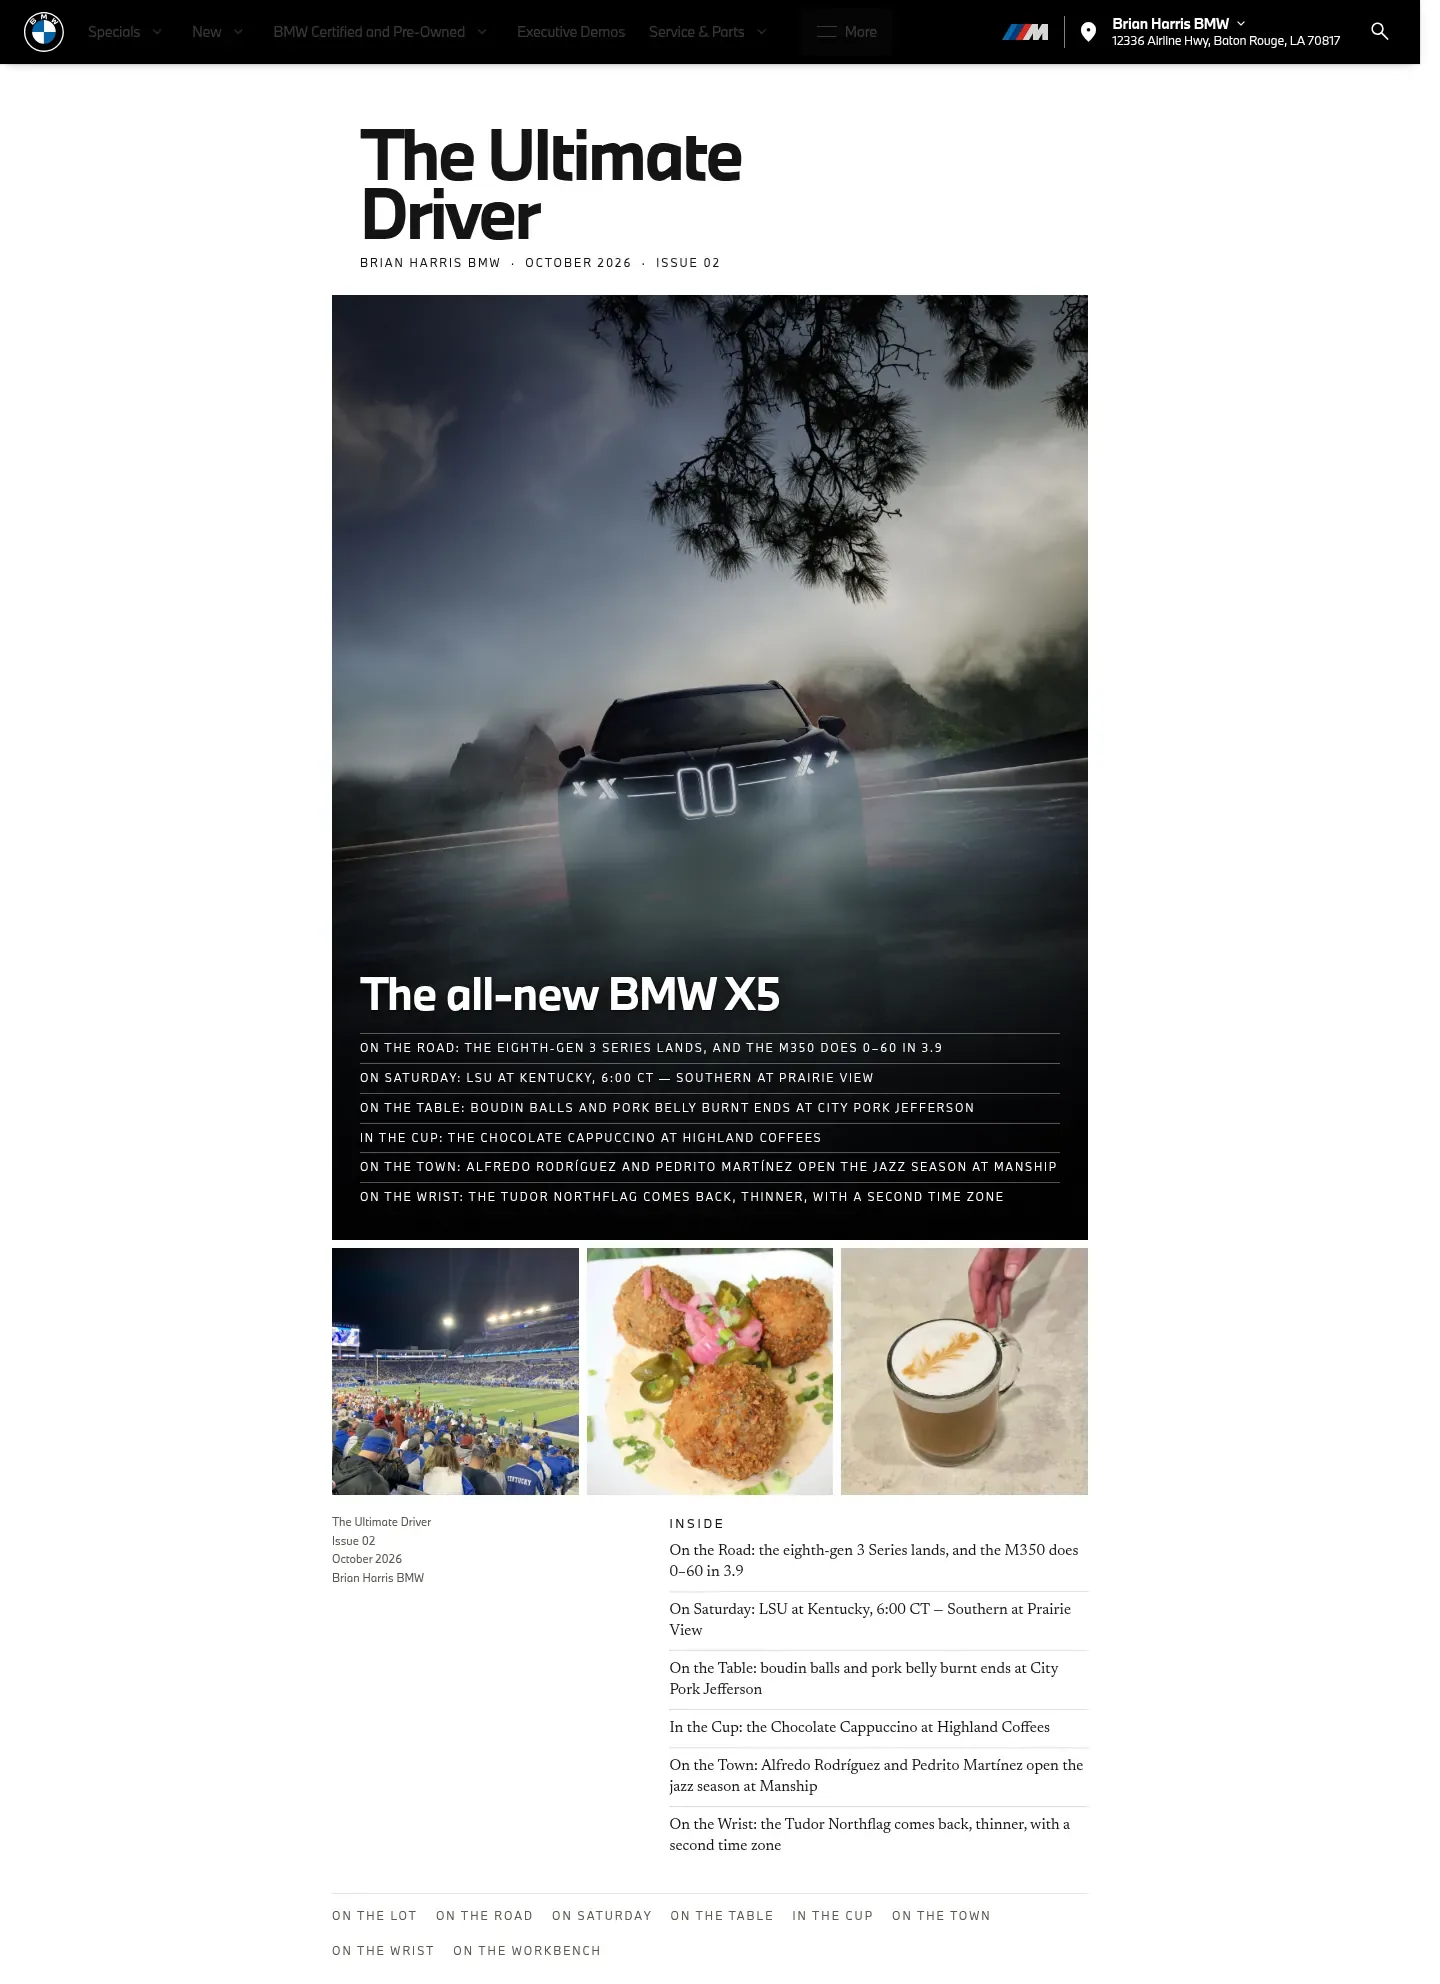 BMW
Specials
New
BMW Certified and Pre-Owned
Executive Demos
Service & Parts
More
M
Brian Harris BMW
12336 Airline Hwy, Baton Rouge, LA 70817
The Ultimate
Driver
BRIAN HARRIS BMW · OCTOBER 2026 · ISSUE 02
The all-new BMW X5
ON THE ROAD: THE EIGHTH-GEN 3 SERIES LANDS, AND THE M350 DOES 0–60 IN 3.9
ON SATURDAY: LSU AT KENTUCKY, 6:00 CT — SOUTHERN AT PRAIRIE VIEW
ON THE TABLE: BOUDIN BALLS AND PORK BELLY BURNT ENDS AT CITY PORK JEFFERSON
IN THE CUP: THE CHOCOLATE CAPPUCCINO AT HIGHLAND COFFEES
ON THE TOWN: ALFREDO RODRÍGUEZ AND PEDRITO MARTÍNEZ OPEN THE JAZZ SEASON AT MANSHIP
ON THE WRIST: THE TUDOR NORTHFLAG COMES BACK, THINNER, WITH A SECOND TIME ZONE
KENTUCKY
The Ultimate Driver
Issue 02
October 2026
Brian Harris BMW
INSIDE
On the Road: the eighth-gen 3 Series lands, and the M350 does
0–60 in 3.9
On Saturday: LSU at Kentucky, 6:00 CT — Southern at Prairie
View
On the Table: boudin balls and pork belly burnt ends at City
Pork Jefferson
In the Cup: the Chocolate Cappuccino at Highland Coffees
On the Town: Alfredo Rodríguez and Pedrito Martínez open the
jazz season at Manship
On the Wrist: the Tudor Northflag comes back, thinner, with a
second time zone
ON THE LOT ON THE ROAD ON SATURDAY ON THE TABLE IN THE CUP ON THE TOWN
ON THE WRIST ON THE WORKBENCH